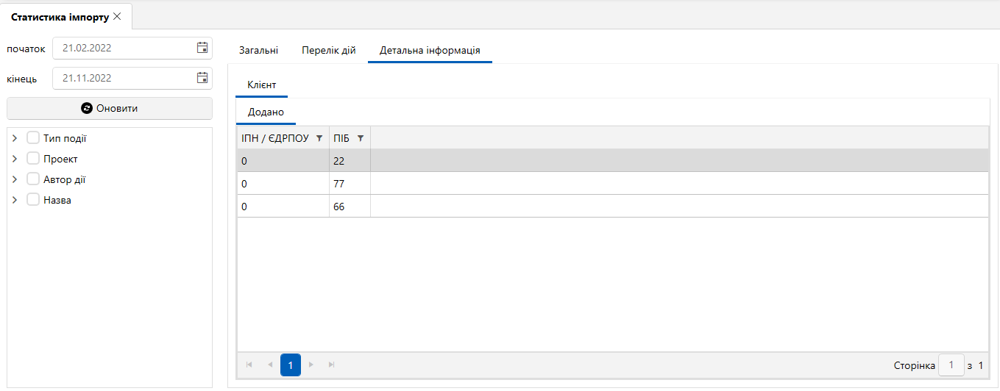 Статистика імпорту
початок 21.02.2022
кінець 21.11.2022
Оновити
Тип події
Проект
Автор дії
Назва
Загальні Перелік дій Детальна інформація
Клієнт
Додано
ІПН / ЄДРПОУ ПІБ
0 22
0 77
0 66
1
Сторінка 1 з 1